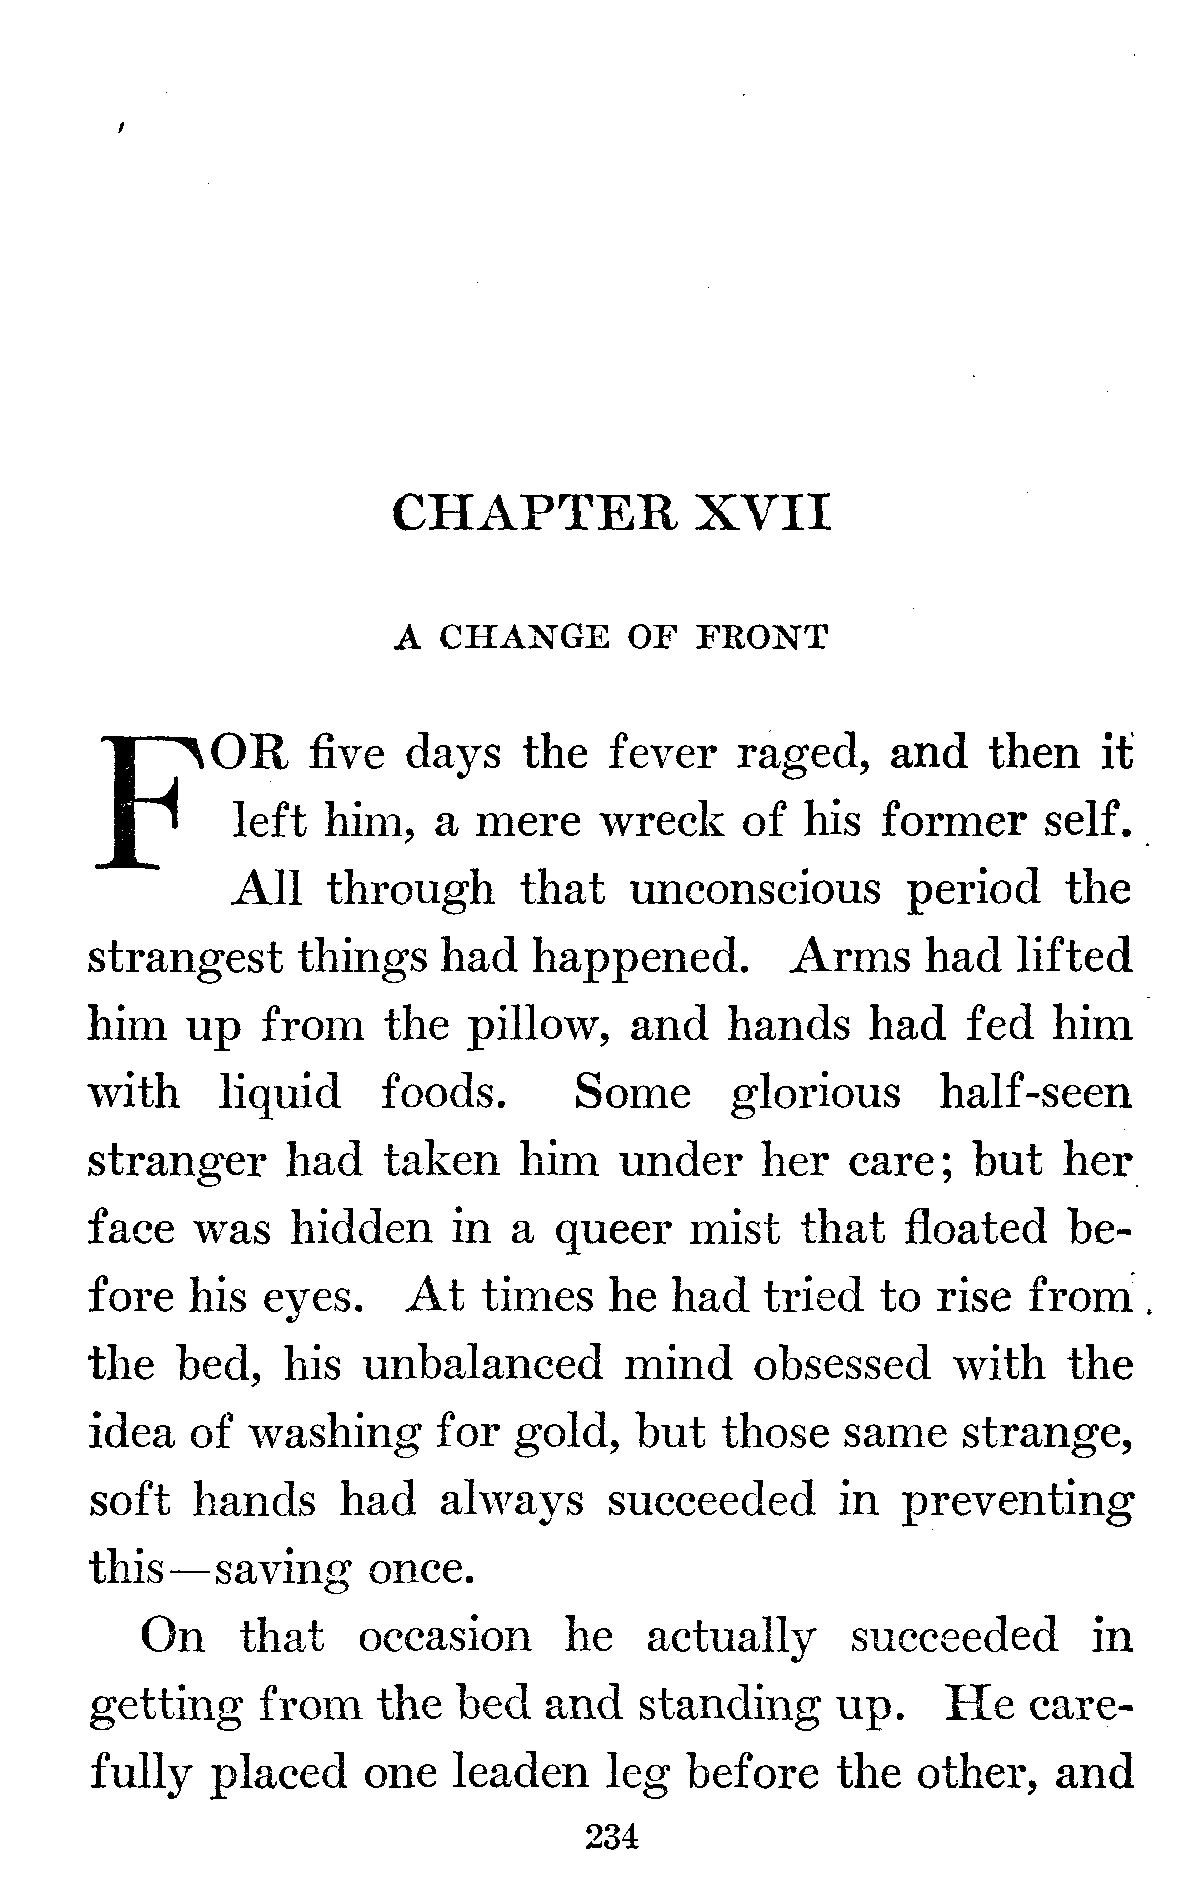 CHAPTER XVII
A CHANGE OF FRONT
FOR five days the fever raged, and then it
left him, a mere wreck of his former self.
All through that unconscious period the
strangest things had happened. Arms had lifted
him up from the pillow, and hands had fed him
with liquid foods. Some glorious half-seen
stranger had taken him under her care; but her
face was hidden in a queer mist that floated be-
fore his eyes. At times he had tried to rise from
the bed, his unbalanced mind obsessed with the
idea of washing for gold, but those same strange,
soft hands had always succeeded in preventing
this—saving once.
On that occasion he actually succeeded in
getting from the bed and standing up. He care-
fully placed one leaden leg before the other, and
234